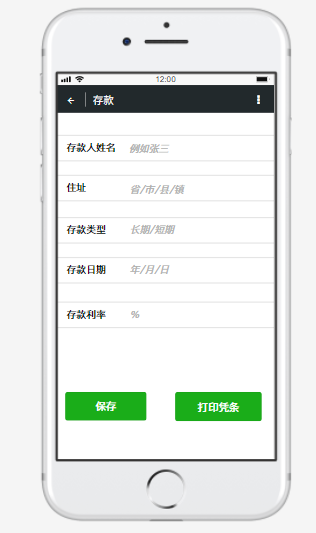 12:00
存款
存款人姓名 例如张三
住址 省/市/县/镇
存款类型 长期/短期
存款日期 年/月/日
存款利率 %
保存 打印凭条